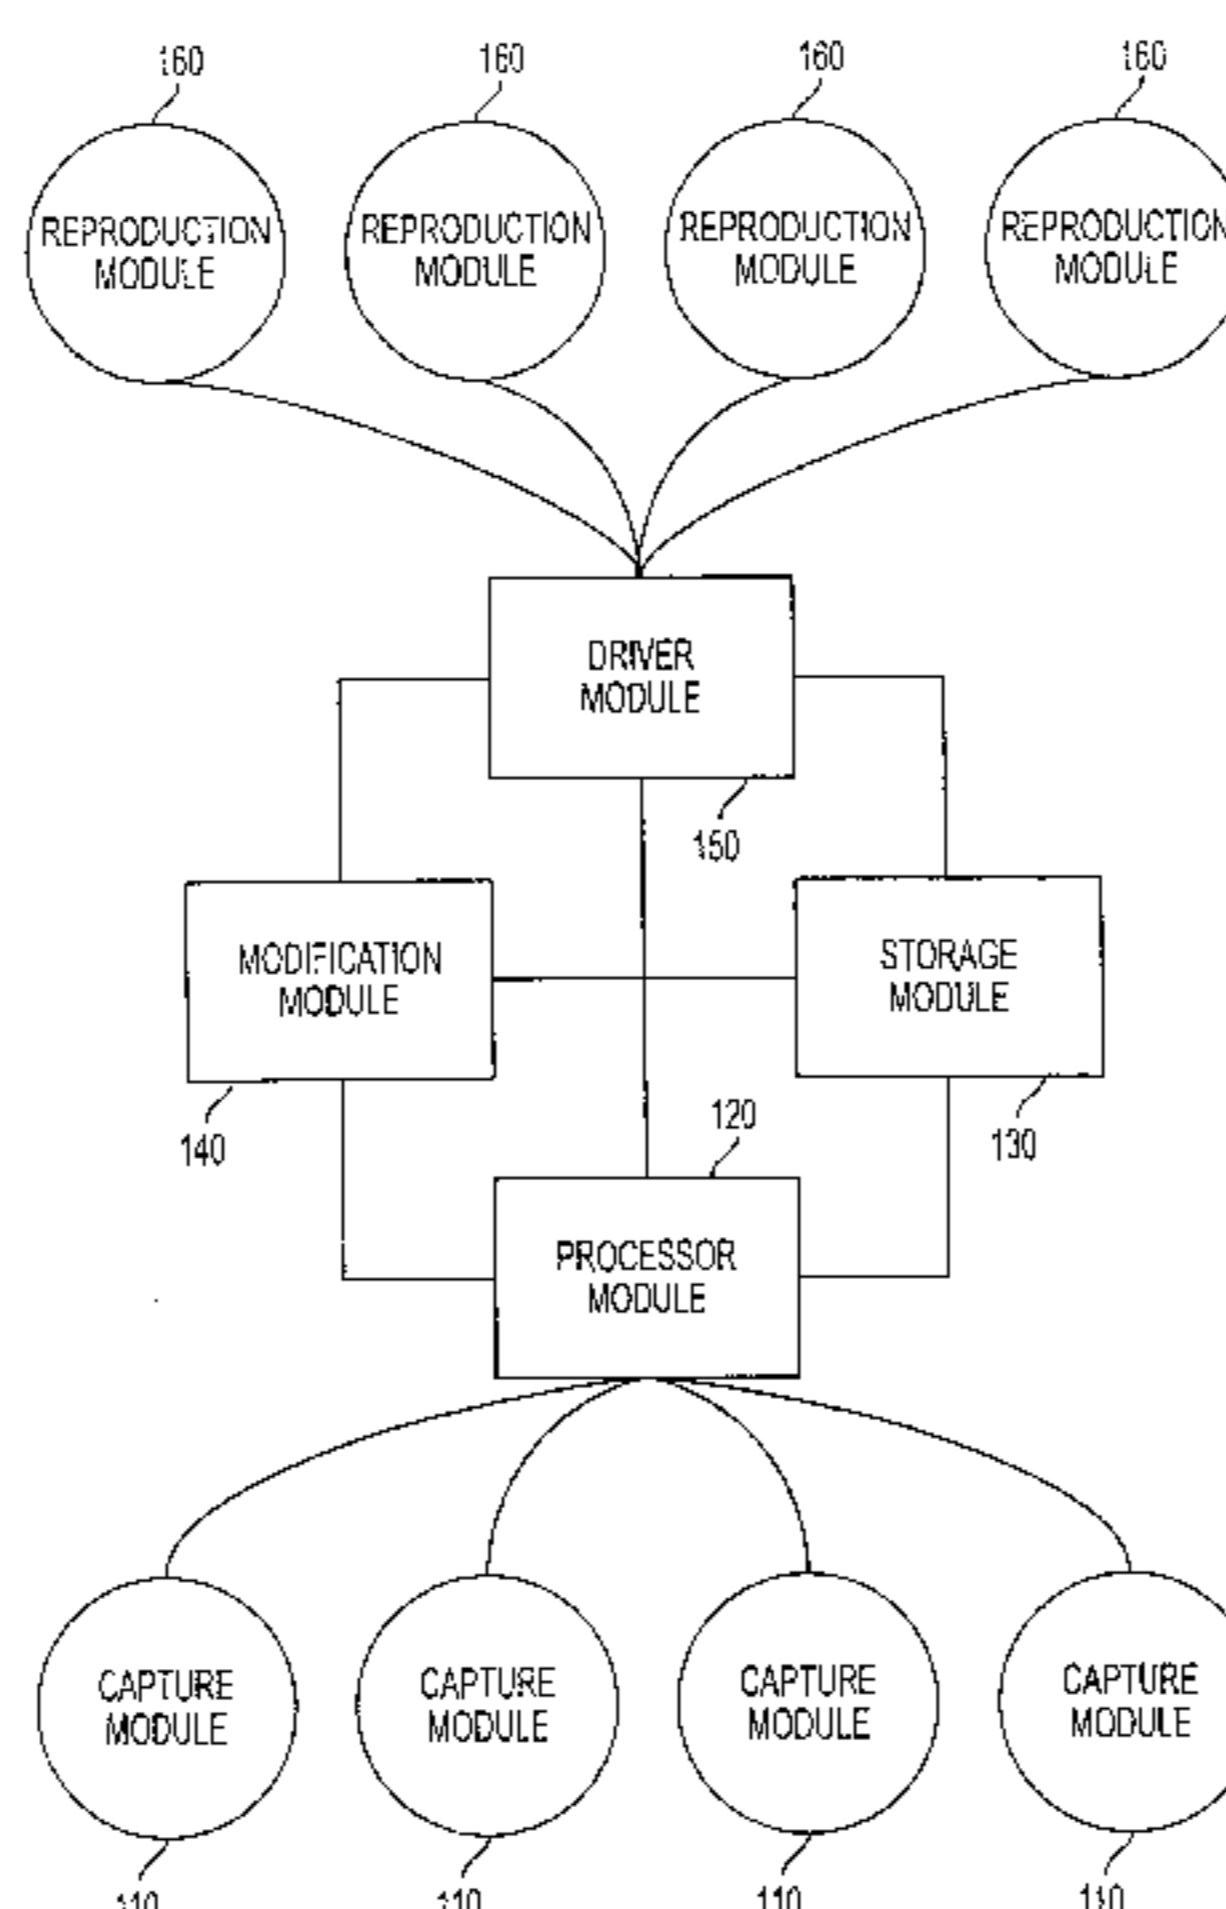 160 160 160 160
REPRODUCTION REPRODUCTION REPRODUCTION REPRODUCTION
MODULE MODULE MODULE MODULE
DRIVER
MODULE
150
MODIFICATION STORAGE
MODULE MODULE
140 120 130
PROCESSOR
MODULE
CAPTURE CAPTURE CAPTURE CAPTURE
MODULE MODULE MODULE MODULE
110 110 110 110